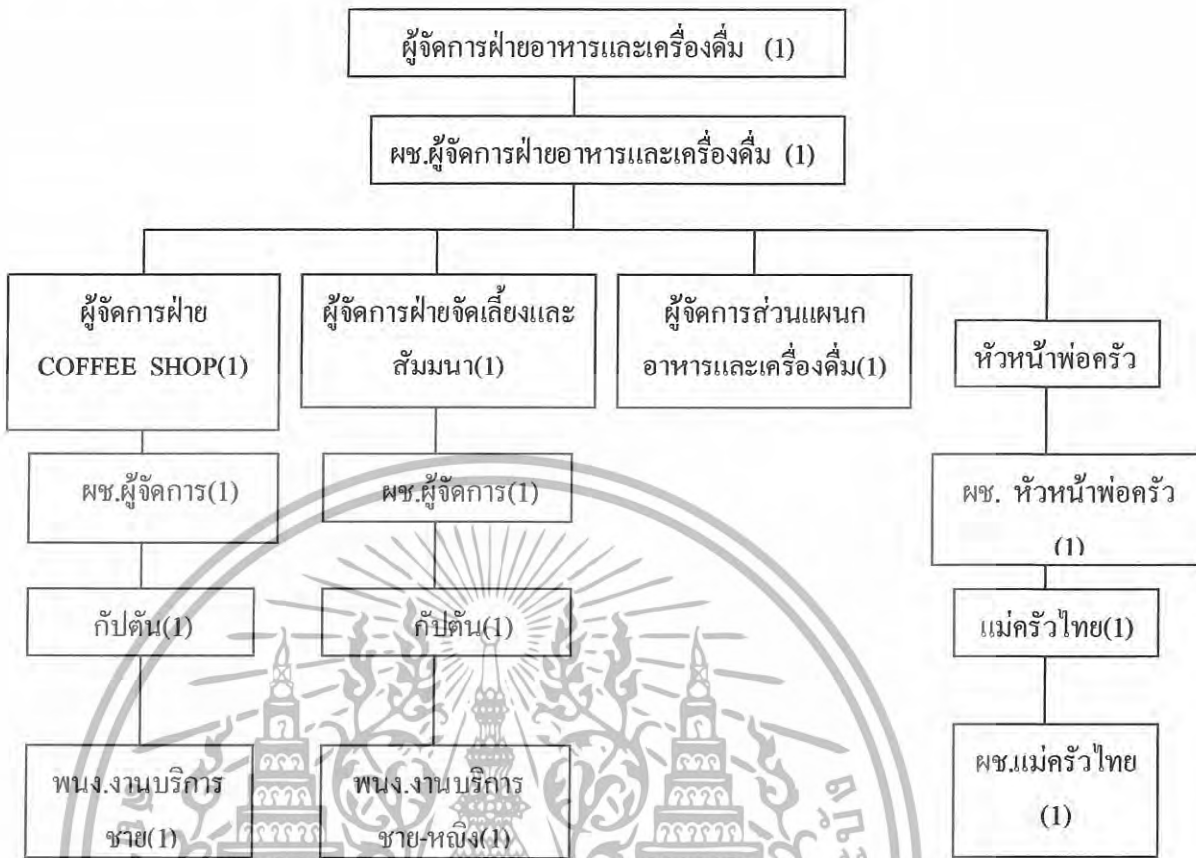 ผู้จัดการฝ่ายอาหารและเครื่องดื่ม (1)
ผช.ผู้จัดการฝ่ายอาหารและเครื่องดื่ม (1)
ผู้จัดการฝ่าย
COFFEE SHOP(1)
ผู้จัดการฝ่ายจัดเลี้ยงและ
สัมมนา(1)
ผู้จัดการส่วนแผนก
อาหารและเครื่องดื่ม(1)
หัวหน้าพ่อครัว
ผช.ผู้จัดการ(1)
ผช.ผู้จัดการ(1)
ผช. หัวหน้าพ่อครัว
(1)
กัปตัน(1)
กัปตัน(1)
แม่ครัวไทย(1)
พนง.งานบริการ
ชาย(1)
พนง.งานบริการ
ชาย-หญิง(1)
ผช.แม่ครัวไทย
(1)